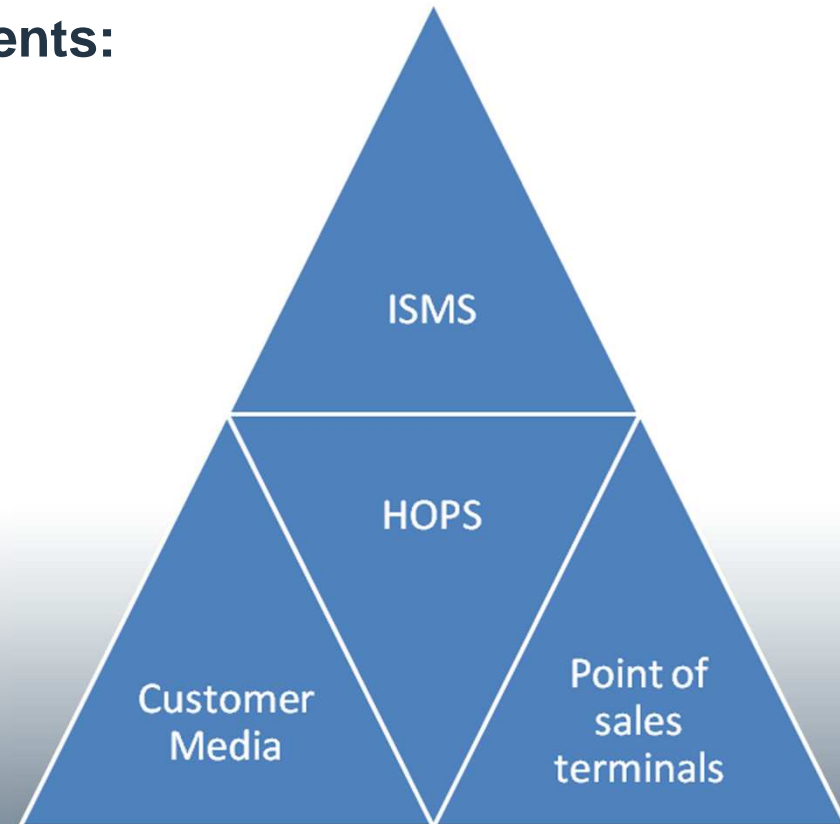 ents:
ISMS
HOPS
Customer
Media
Point of
sales
terminals